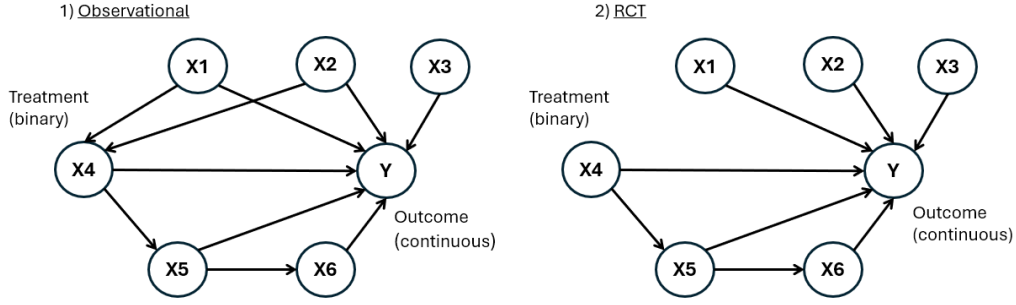 1) Observational
2) RCT
X1
X2
X3
Treatment
(binary)
X4
Y
Outcome
(continuous)
X5
X6
X1
X2
X3
Treatment
(binary)
X4
Y
Outcome
(continuous)
X5
X6